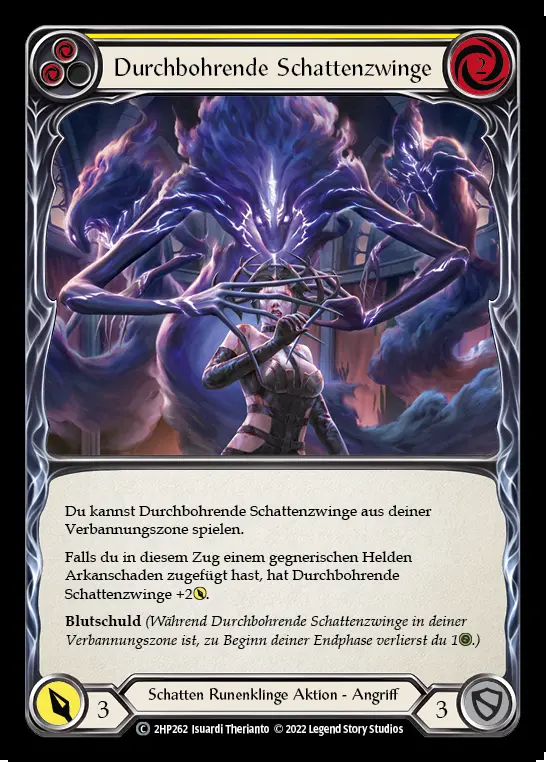 Durchbohrende Schattenzwinge
2
Du kannst Durchbohrende Schattenzwinge aus deiner
Verbannungszone spielen.
Falls du in diesem Zug einem gegnerischen Helden
Arkanschaden zugefügt hast, hat Durchbohrende
Schattenzwinge +2.
Blutschuld (Während Durchbohrende Schattenzwinge in deiner
Verbannungszone ist, zu Beginn deiner Endphase verlierst du 1.)
3
Schatten Runenklinge Aktion - Angriff
3
C 2HP262 Isuardi Therianto © 2022 Legend Story Studios